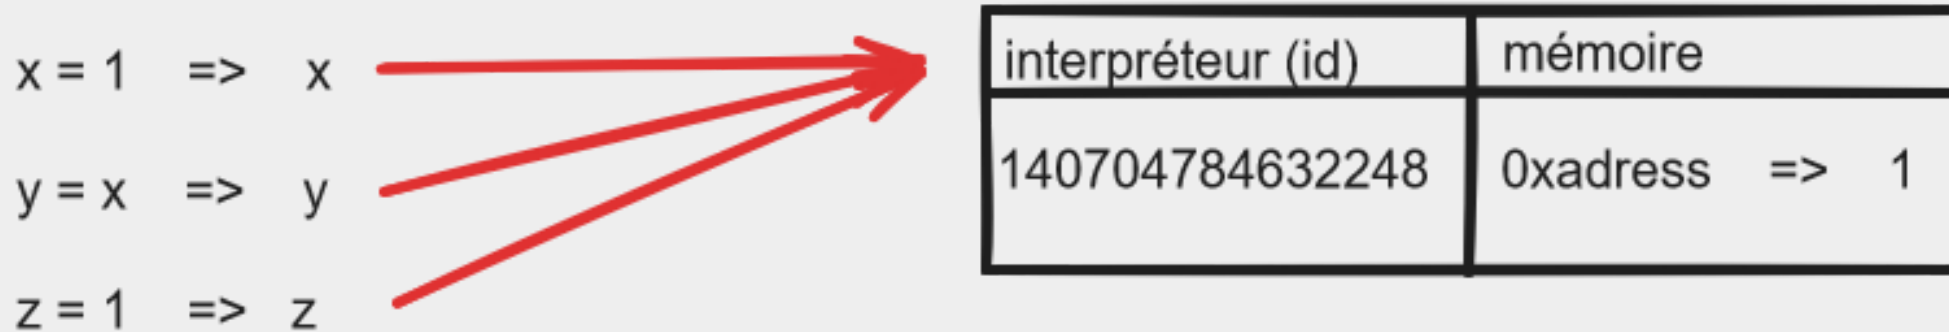 x = 1 => x
y = x => y
z = 1 => z
interpréteur (id) mémoire
140704784632248 0xadress => 1